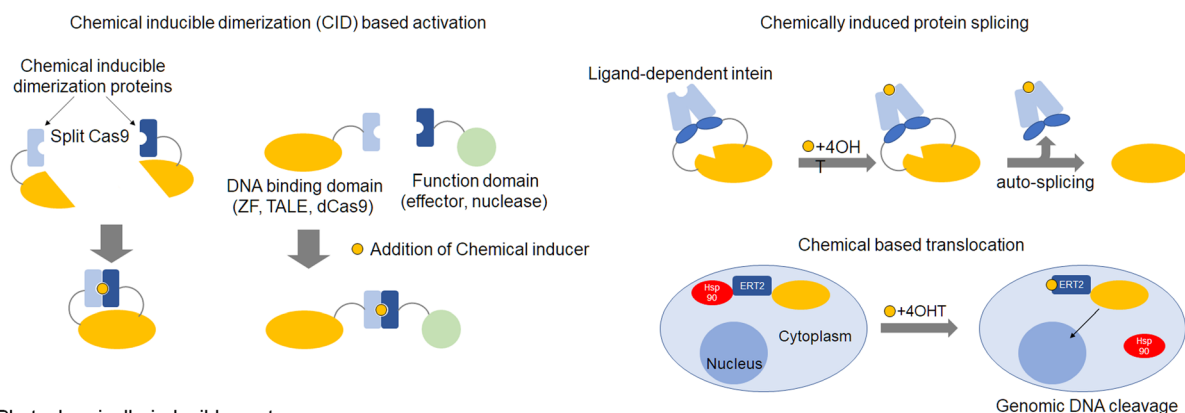 Chemical inducible dimerization (CID) based activation
Chemical inducible
dimerization proteins
Split Cas9
DNA binding domain
(ZF, TALE, dCas9)
Function domain
(effector, nuclease)
Addition of Chemical inducer
Chemically induced protein splicing
Ligand-dependent intein
+4OH
T
auto-splicing
Chemical based translocation
Hsp
90
ERT2
Cytoplasm
Nucleus
+4OHT
ERT2
Hsp
90
Genomic DNA cleavage